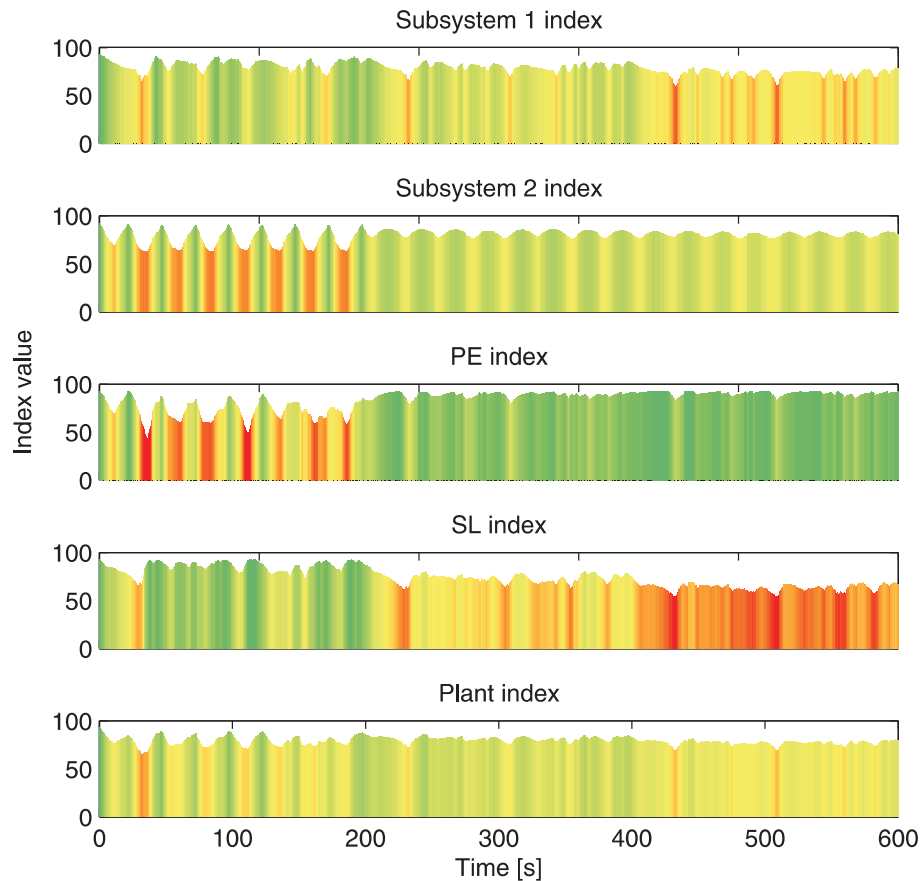 Subsystem 1 index
100
50
0
Subsystem 2 index
100
50
0
PE index
100
50
0
Index value
SL index
100
50
0
Plant index
100
50
0
0 100 200 300 400 500 600
Time [s]